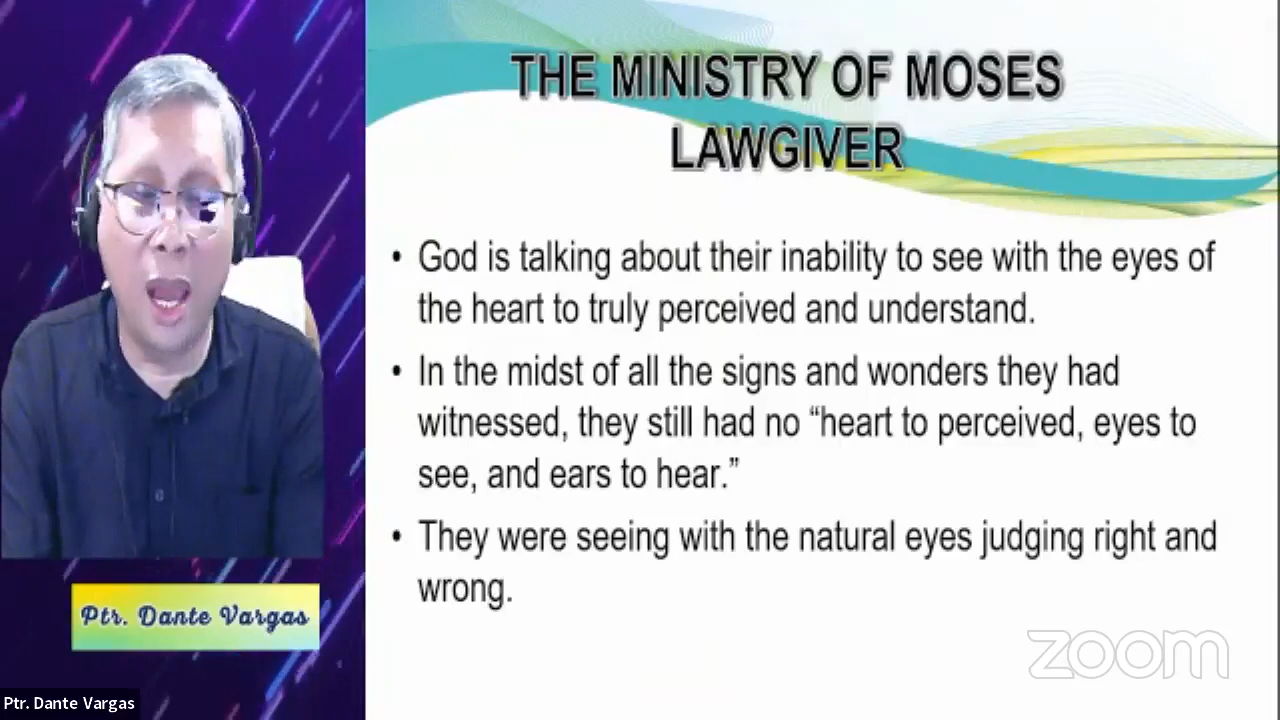 THE MINISTRY OF MOSES
LAWGIVER
• God is talking about their inability to see with the eyes of
the heart to truly perceived and understand.
• In the midst of all the signs and wonders they had
witnessed, they still had no “heart to perceived, eyes to
see, and ears to hear.”
• They were seeing with the natural eyes judging right and
wrong.
Ptr. Dante Vargas
Ptr. Dante Vargas
zoom